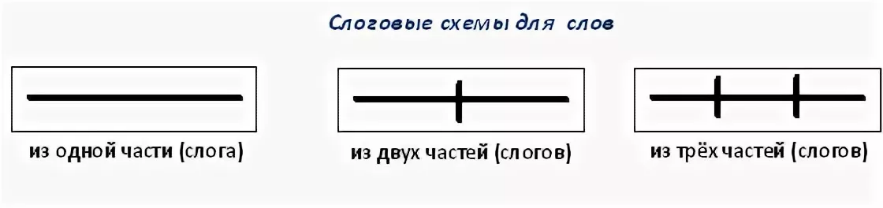 Слоговые схемы для слов
из одной части (слога)
из двух частей (слогов)
из трёх частей (слогов)